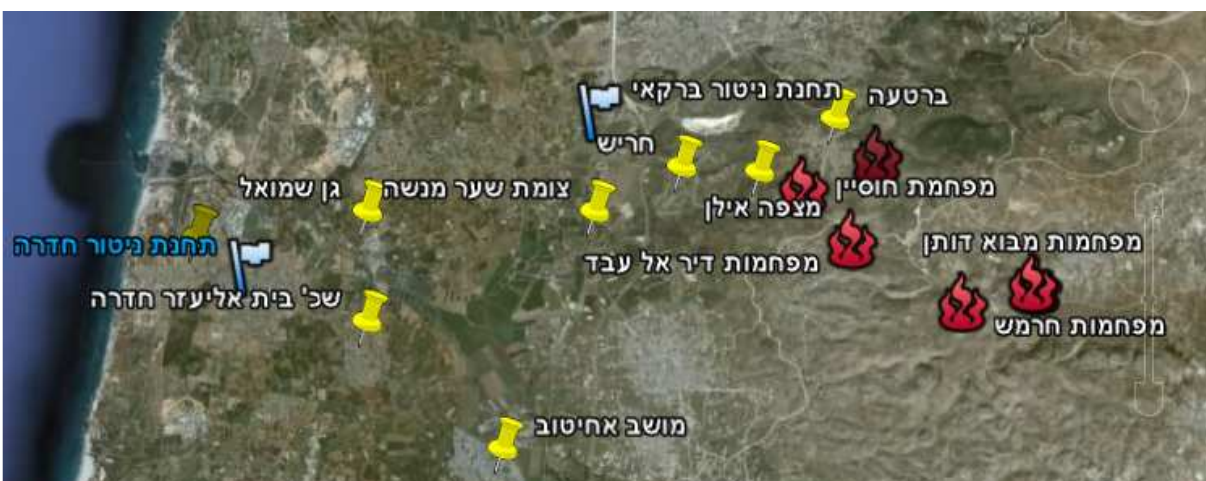 תחנת ניטור ברקאי
ברטעה
חריש
מפחמת חוסיין
גן שמואל
צומת שער מנשה
מצפה אילן
תחנת ניטור חדרה
מפחמות דיר אל עבד
מפחמות מבוא דותן
שכ' בית אליעזר חדרה
מפחמות חרמש
מושב אחיטוב